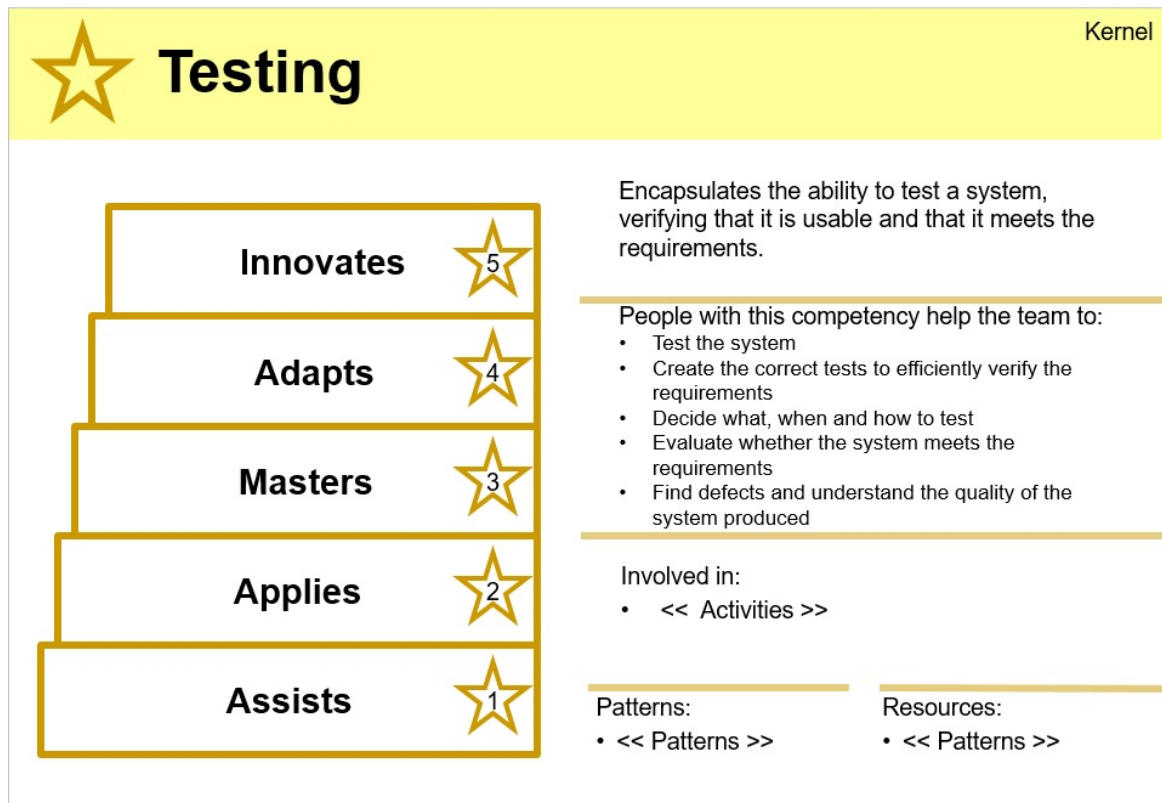 Kernel
Testing
Innovates
5
Adapts
4
Masters
3
Applies
2
Assists
1
Encapsulates the ability to test a system,
verifying that it is usable and that it meets the
requirements.
People with this competency help the team to:
• Test the system
• Create the correct tests to efficiently verify the
requirements
• Decide what, when and how to test
• Evaluate whether the system meets the
requirements
• Find defects and understand the quality of the
system produced
Involved in:
• << Activities >>
Patterns:
• << Patterns >>
Resources:
• << Patterns >>